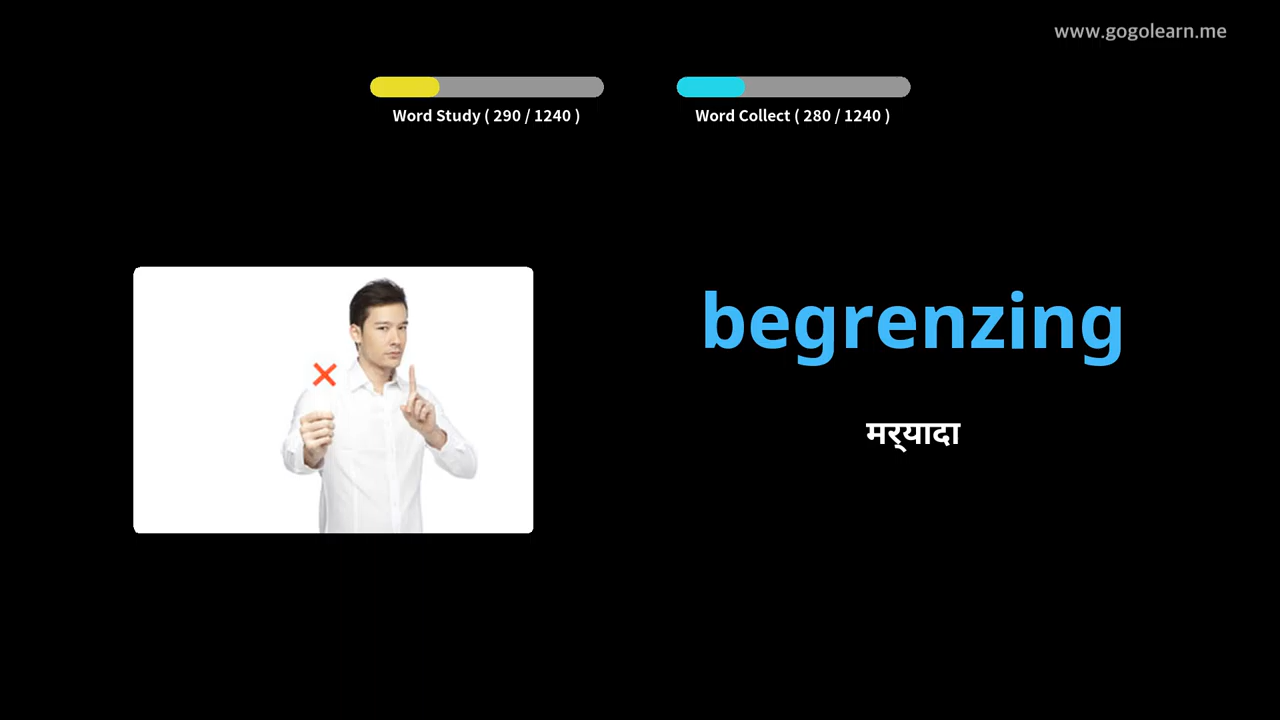 www.gogolearn.me
Word Study ( 290 / 1240 )
Word Collect ( 280 / 1240 )
begrenzing
मर्‍यादा